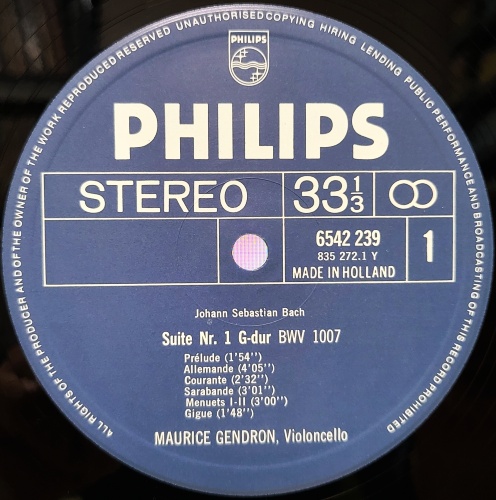 ALL RIGHTS OF THE PRODUCER AND OF THE OWNER OF THE WORK REPRODUCED RESERVED UNAUTHORISED COPYING HIRING LENDING PUBLIC PERFORMANCE AND BROADCASTING OF THIS RECORD PROHIBITED
PHILIPS
PHILIPS
STEREO 33 1/3
6542 239
835 272.1 Y
MADE IN HOLLAND
1
Johann Sebastian Bach
Suite Nr. 1 G-dur BWV 1007
Prélude (1'54'')
Allemande (4'05'')
Courante (2'32'')
Sarabande (3'01'')
Menuets I-II (3'00'')
Gigue (1'48'')
MAURICE GENDRON, Violoncello